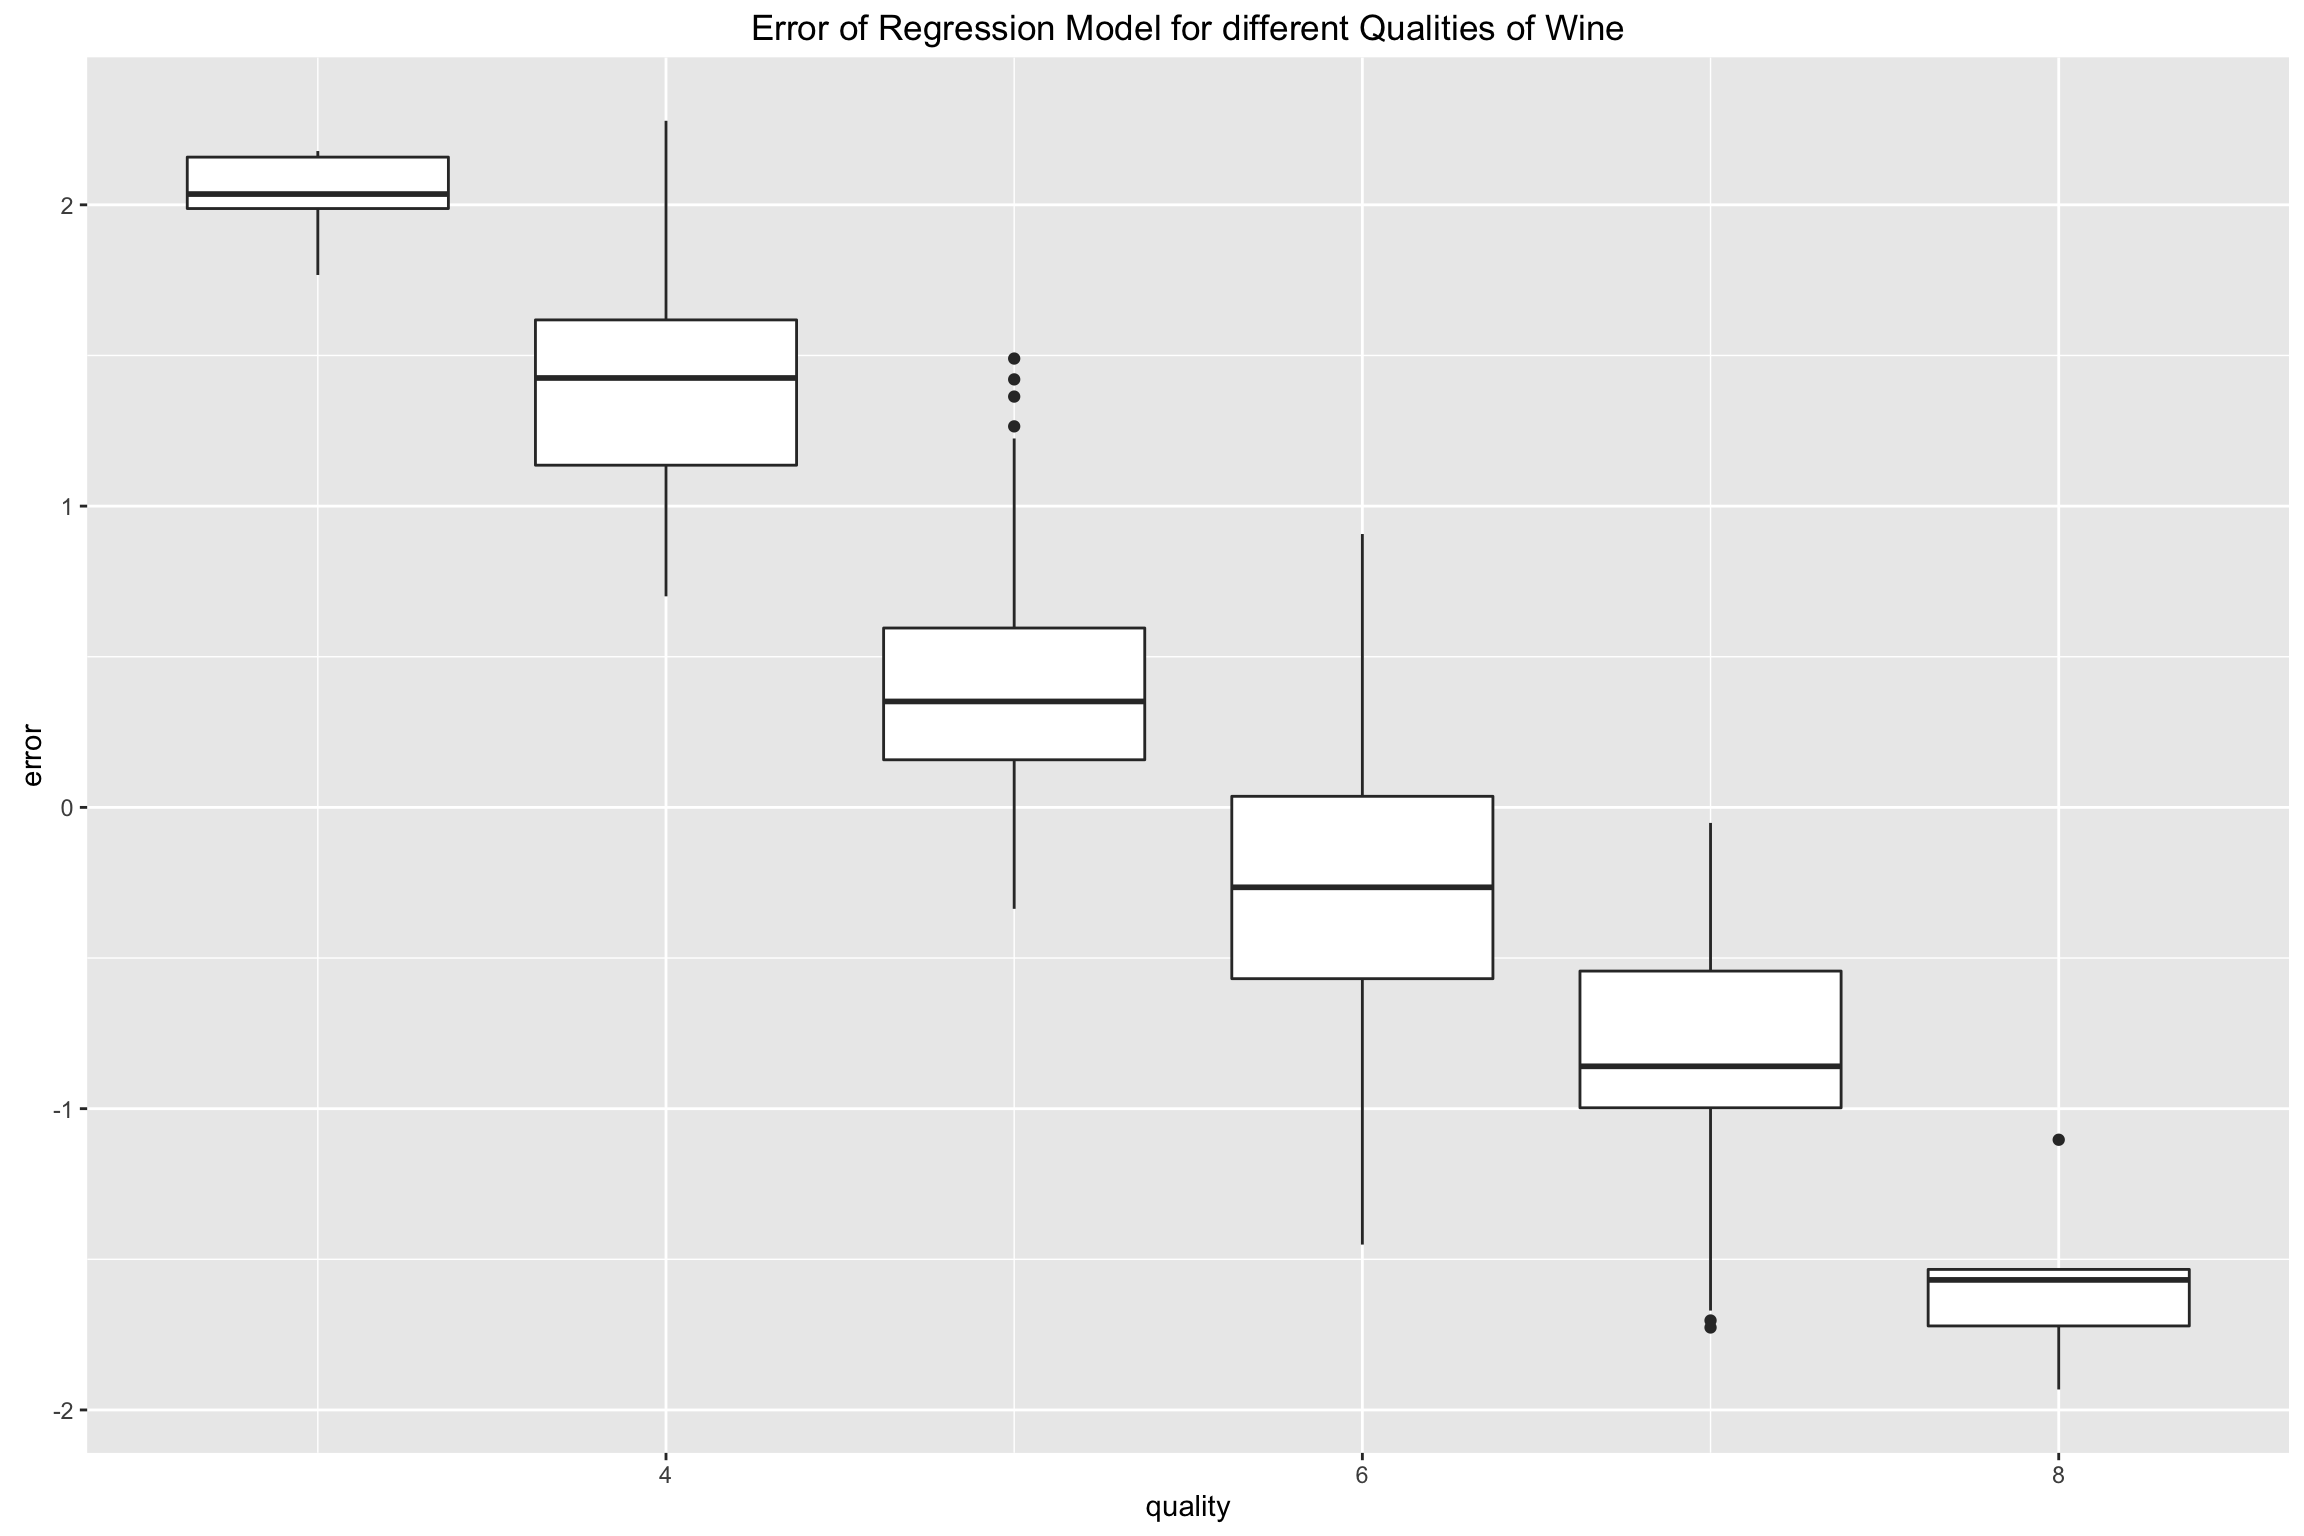 Error of Regression Model for different Qualities of Wine
2
1
0
-1
-2
error
4 6 8
quality